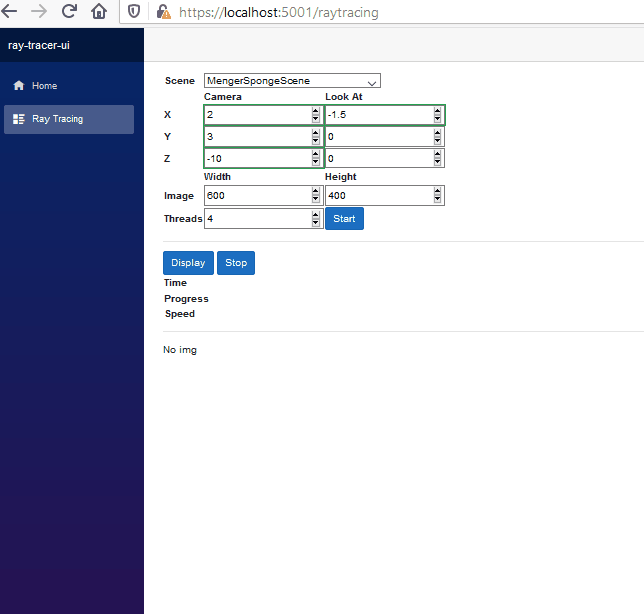 https://localhost:5001/raytracing
ray-tracer-ui
Home
Ray Tracing
Scene MengerSpongeScene
Camera Look At
X 2 -1.5
Y 3 0
Z -10 0
Width Height
Image 600 400
Threads 4 Start
Display Stop
Time
Progress
Speed
No img